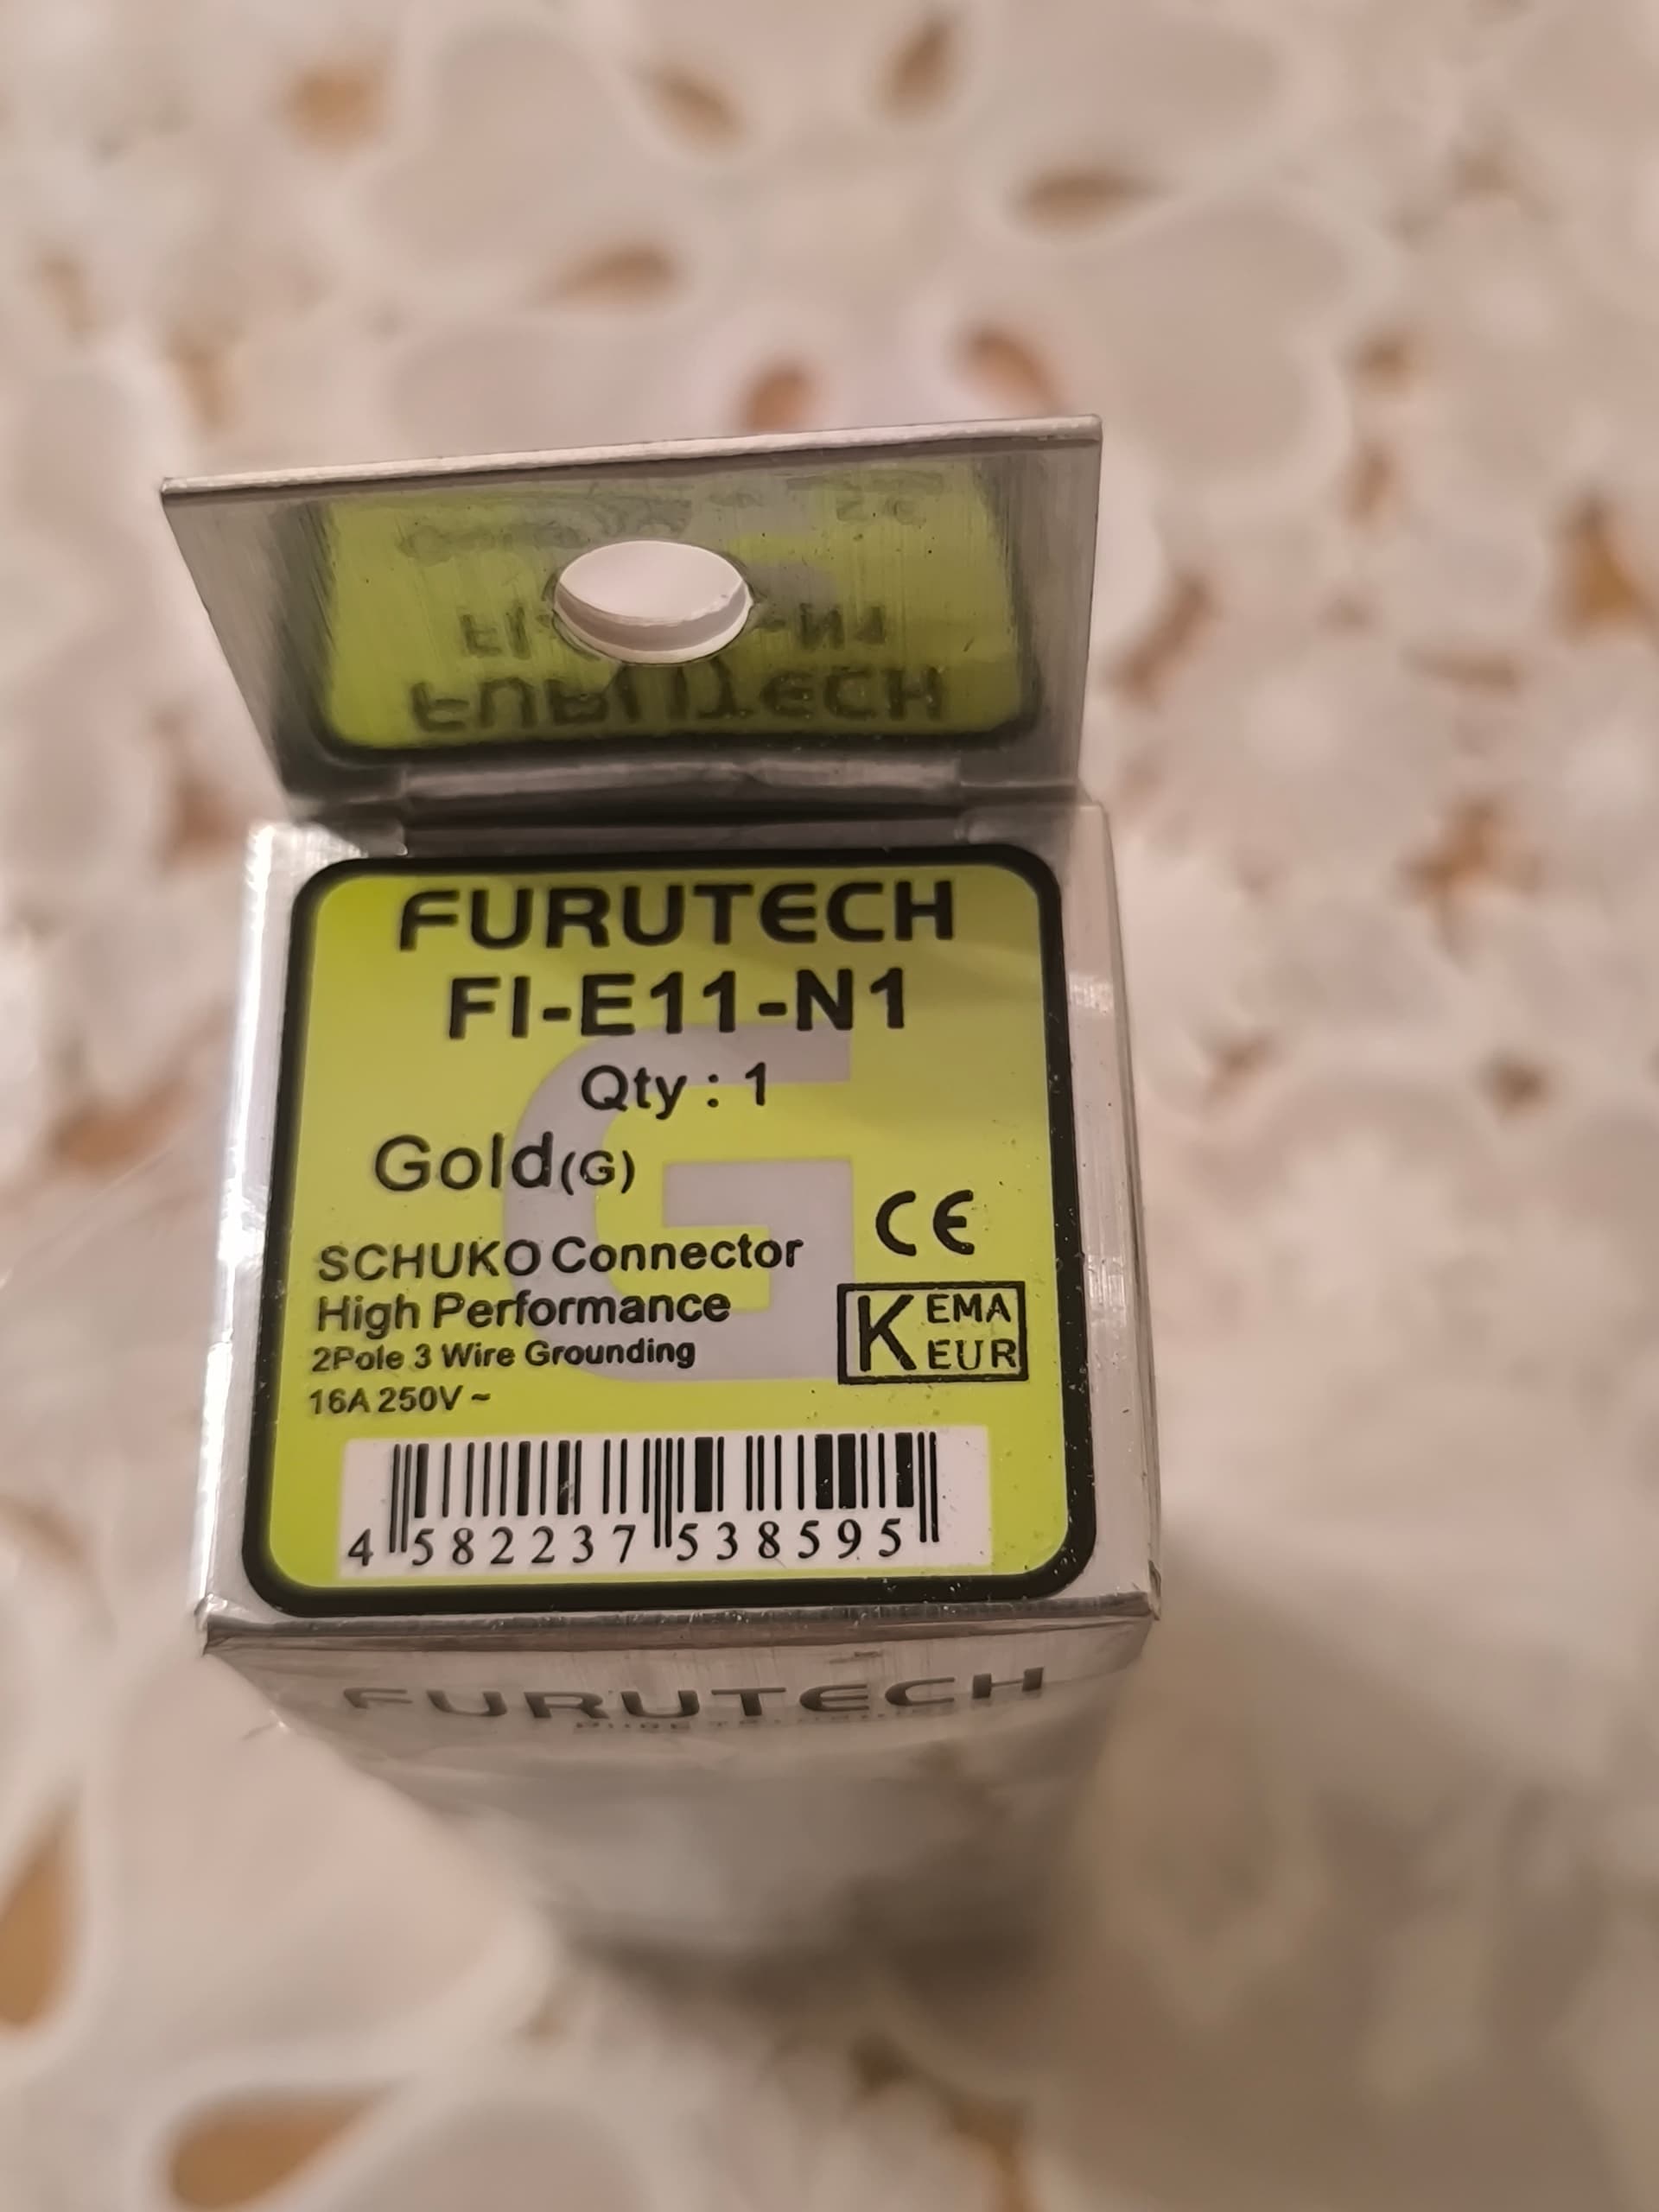 FURUTECH
FI-E11-N1
Qty : 1
Gold(G)
CE
SCHUKO Connector
High Performance
2Pole 3 Wire Grounding
16A 250V ~
KEMA
KEUR
4 582237 538595
FURUTECH